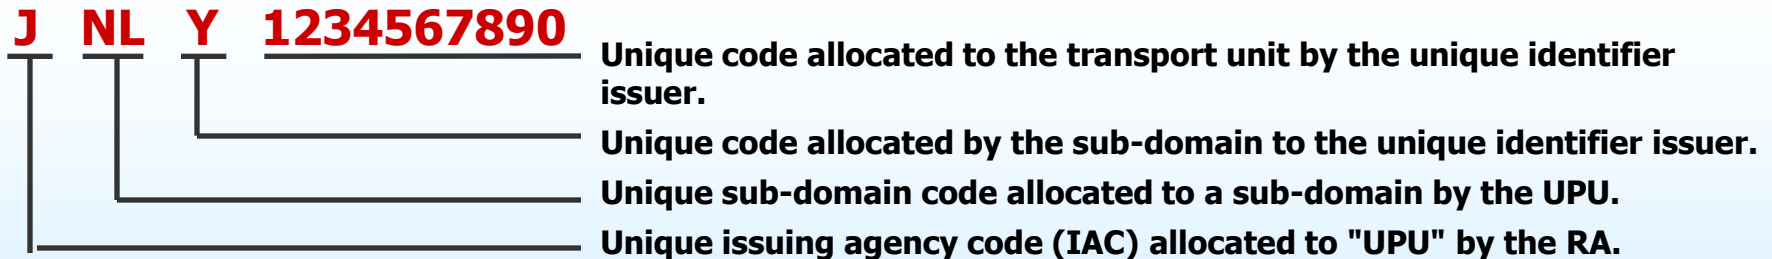 J NL Y 1234567890
Unique code allocated to the transport unit by the unique identifier
issuer.
Unique code allocated by the sub-domain to the unique identifier issuer.
Unique sub-domain code allocated to a sub-domain by the UPU.
Unique issuing agency code (IAC) allocated to "UPU" by the RA.